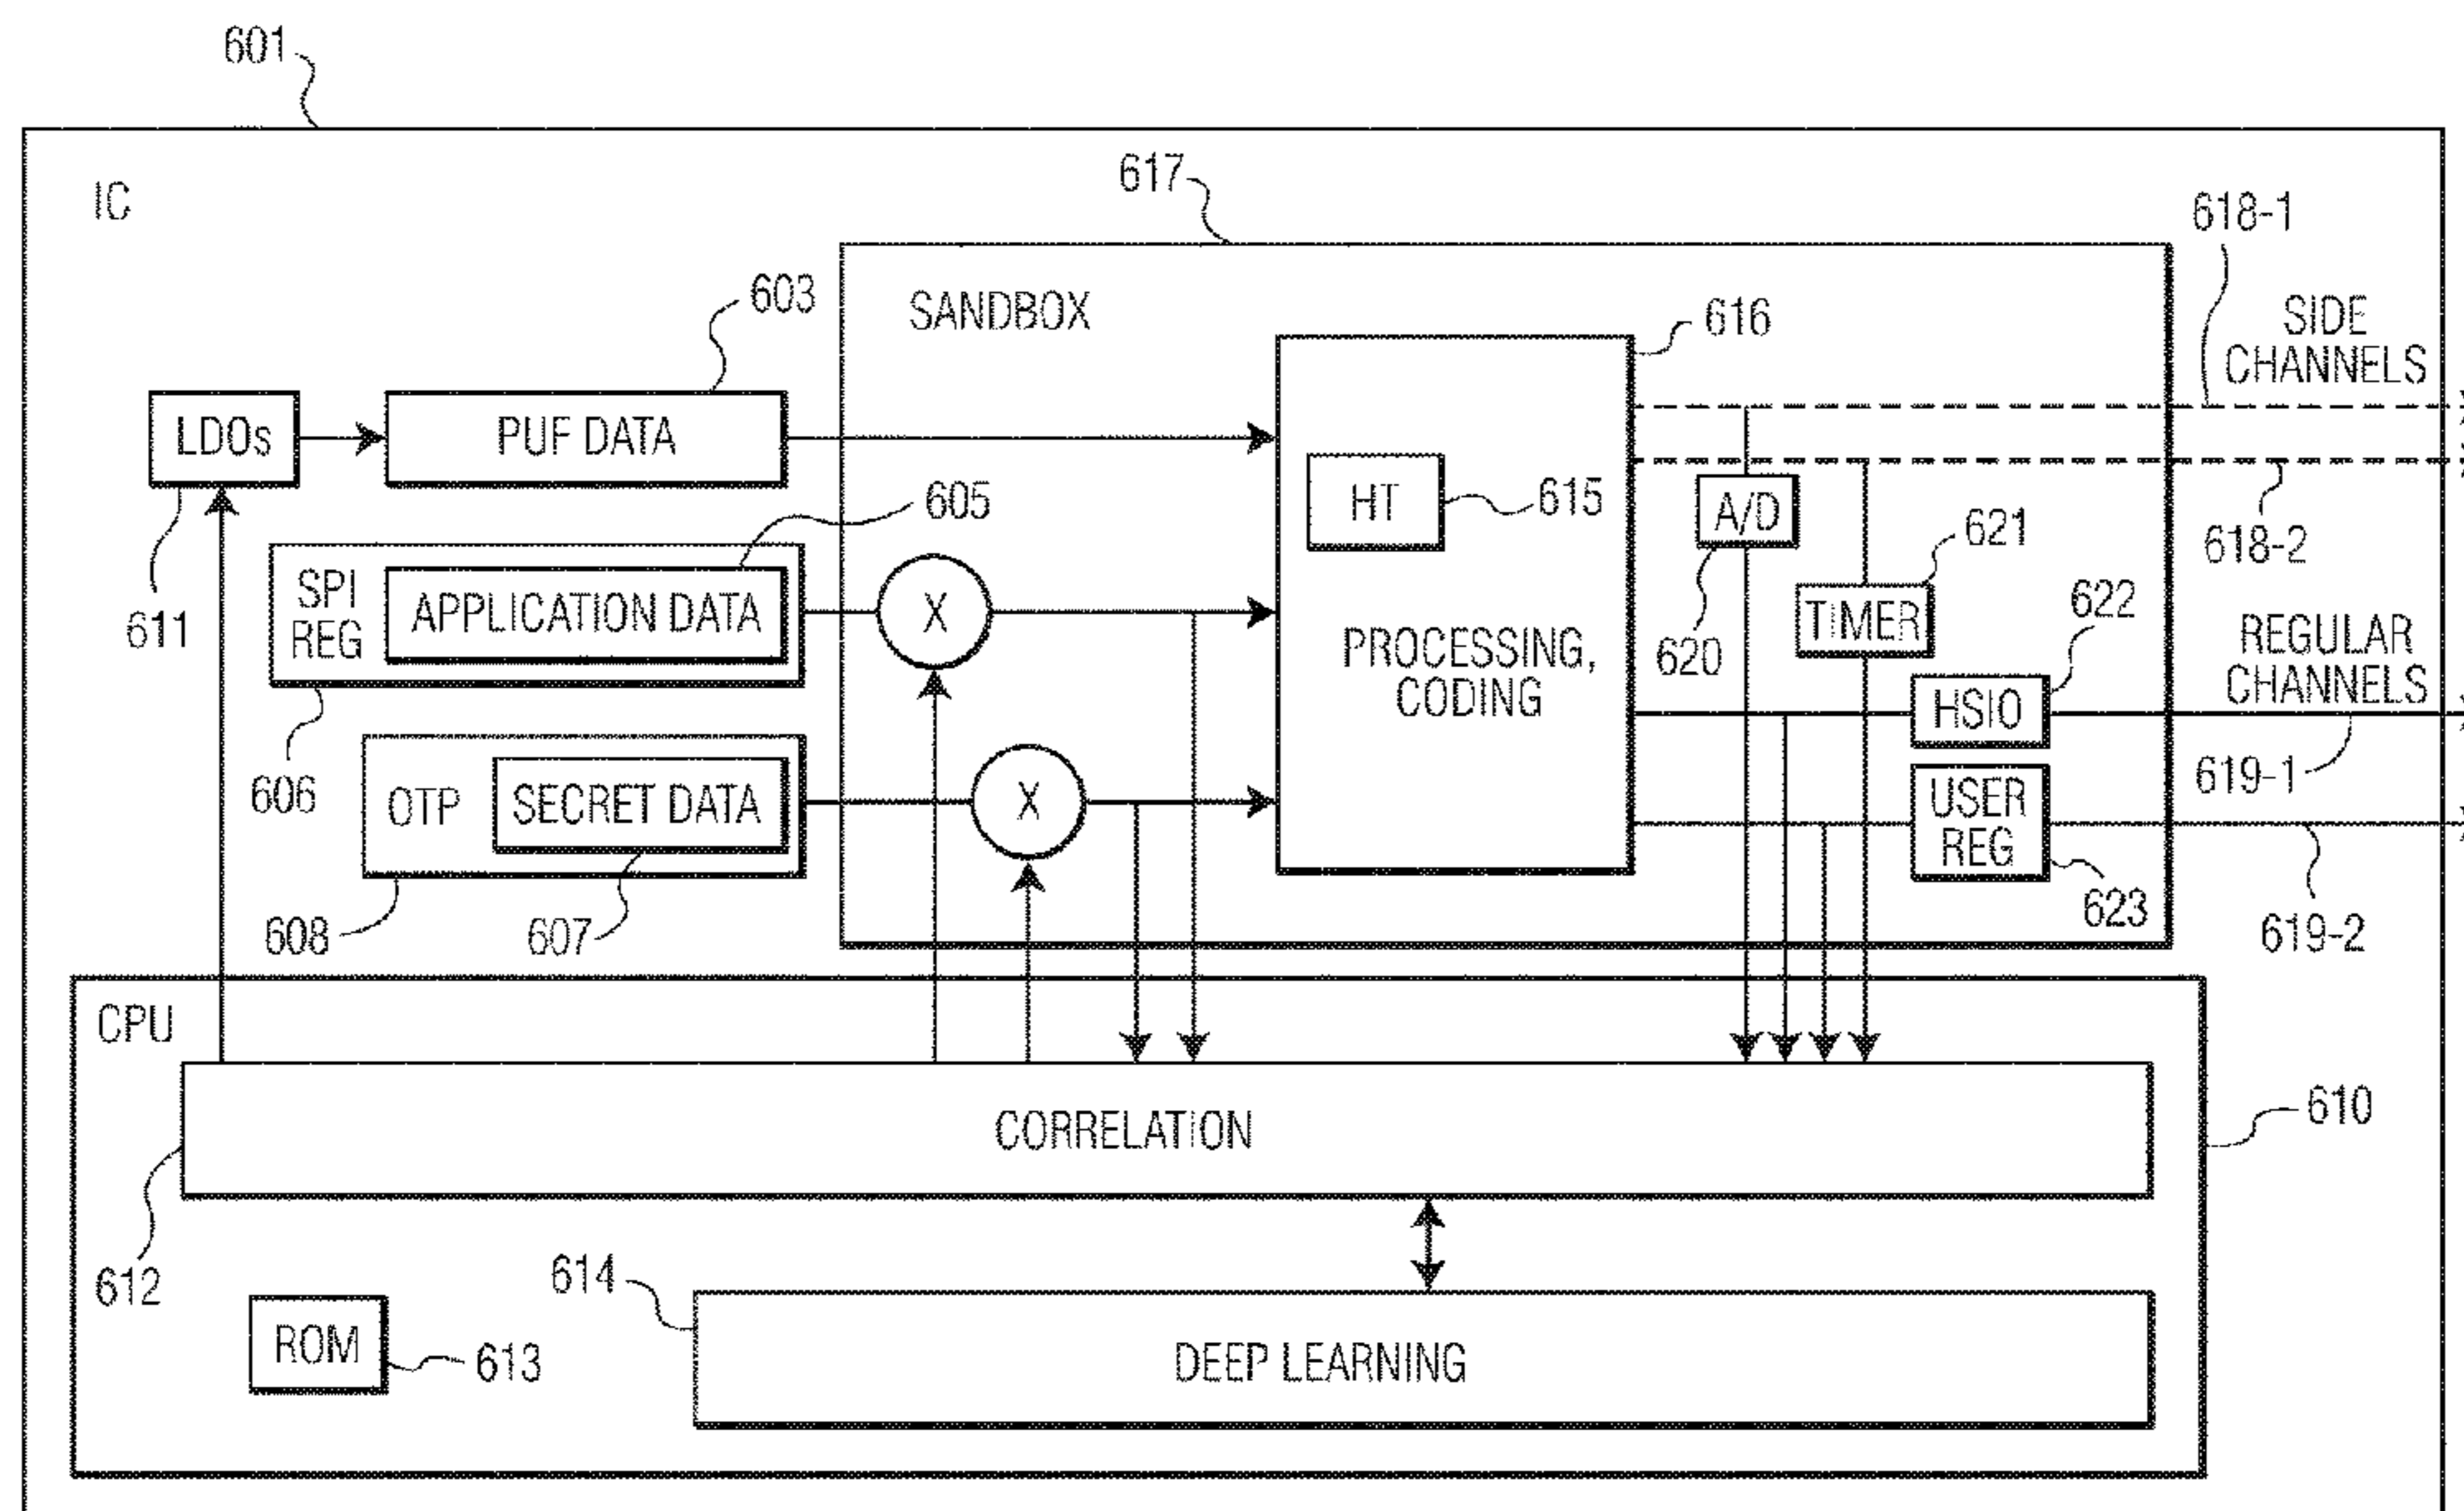 601
IC
617
618-1
603
SANDBOX
616
SIDE
CHANNELS
LDOs
PUF DATA
HT
615
A/D
618-2
605
621
611
SPI
REG
APPLICATION DATA
X
PROCESSING,
CODING
620
TIMER
622
REGULAR
CHANNELS
HSIO
606
619-1
OTP
SECRET DATA
X
USER
REG
608
607
623
619-2
CPU
CORRELATION
610
612
614
ROM
613
DEEP LEARNING